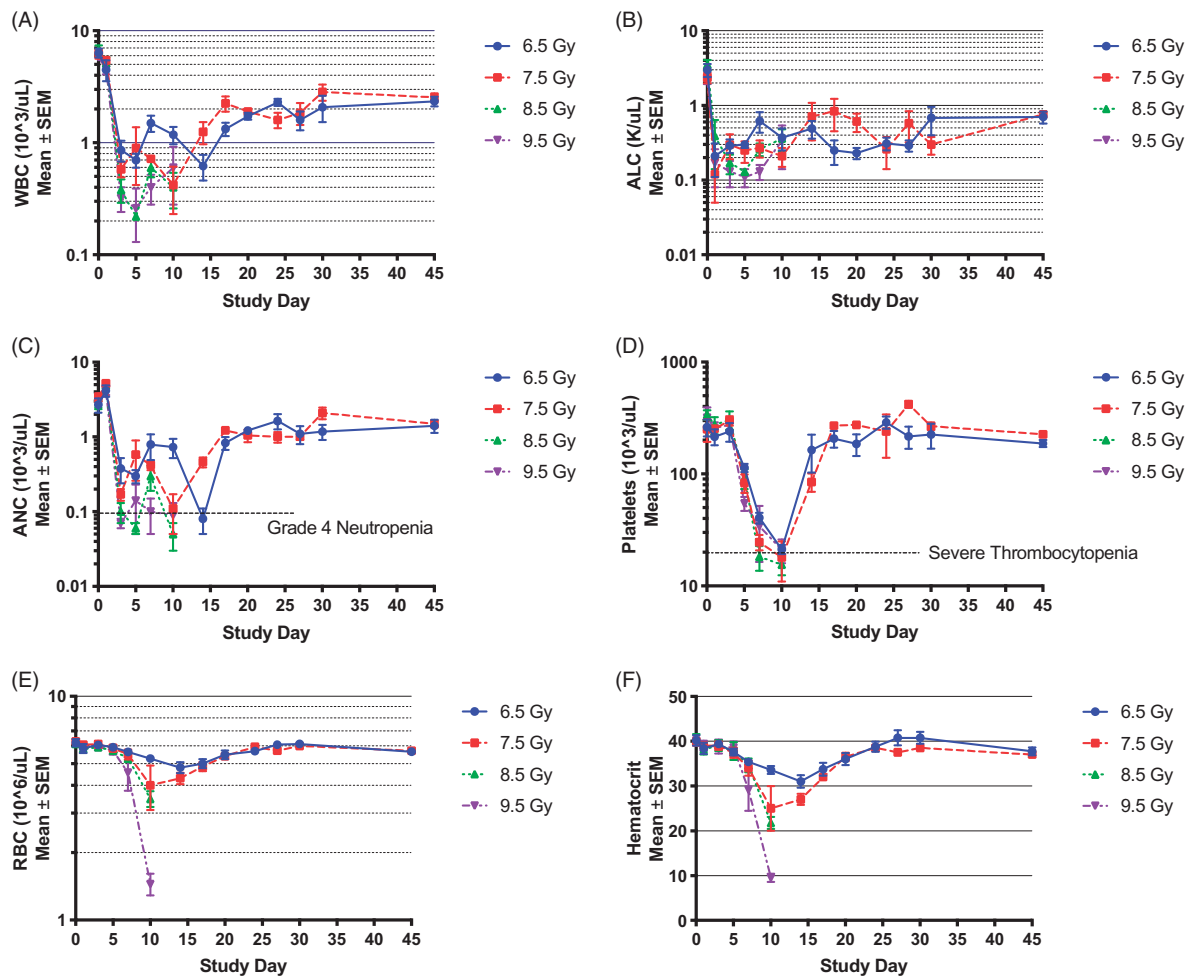 (A)
WBC (10^3/uL)
Mean ± SEM
10
1
0.1
0 5 10 15 20 25 30 35 40 45
Study Day
6.5 Gy
7.5 Gy
8.5 Gy
9.5 Gy
(B)
ALC (K/uL)
Mean ± SEM
10
1
0.1
0.01
0 5 10 15 20 25 30 35 40 45
Study Day
6.5 Gy
7.5 Gy
8.5 Gy
9.5 Gy
(C)
ANC (10^3/uL)
Mean ± SEM
10
1
0.1
0.01
Grade 4 Neutropenia
0 5 10 15 20 25 30 35 40 45
Study Day
6.5 Gy
7.5 Gy
8.5 Gy
9.5 Gy
(D)
Platelets (10^3/uL)
Mean ± SEM
1000
100
10
Severe Thrombocytopenia
0 5 10 15 20 25 30 35 40 45
Study Day
6.5 Gy
7.5 Gy
8.5 Gy
9.5 Gy
(E)
RBC (10^6/uL)
Mean ± SEM
10
1
0 5 10 15 20 25 30 35 40 45
Study Day
6.5 Gy
7.5 Gy
8.5 Gy
9.5 Gy
(F)
Hematocrit
Mean ± SEM
50
40
30
20
10
0
0 5 10 15 20 25 30 35 40 45
Study Day
6.5 Gy
7.5 Gy
8.5 Gy
9.5 Gy